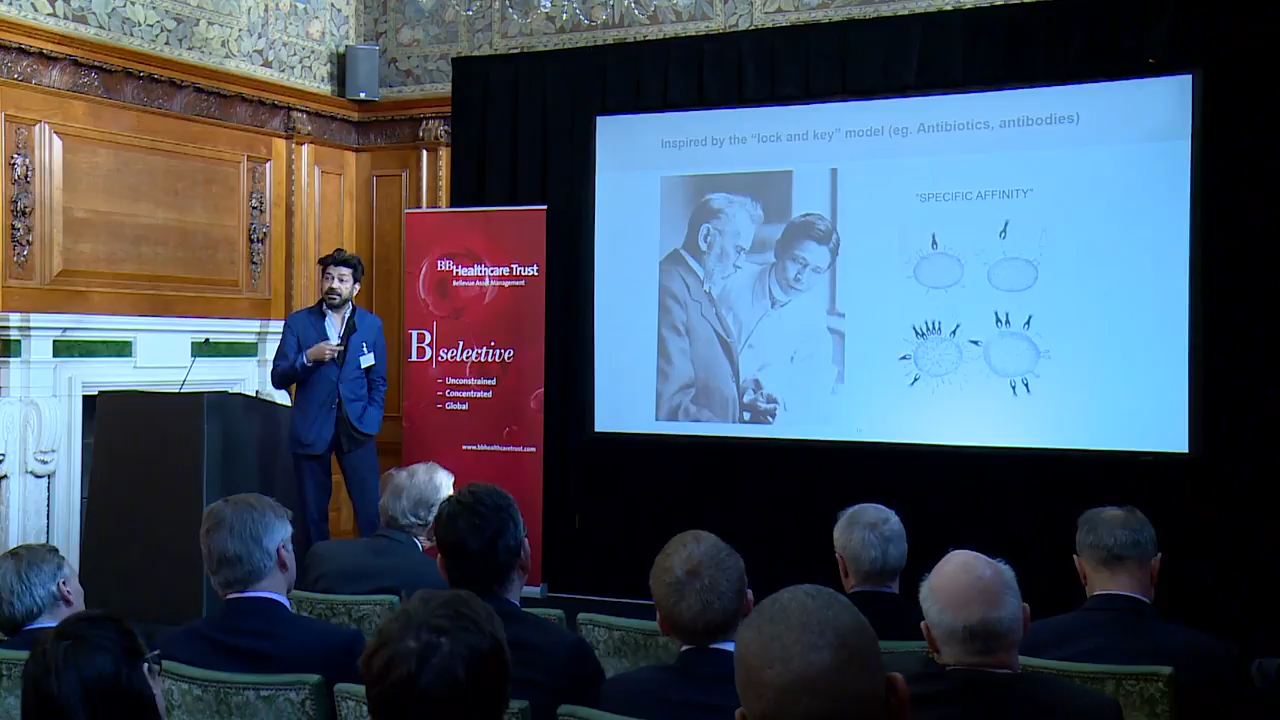 Inspired by the “lock and key” model (eg. Antibiotics, antibodies)
"SPECIFIC AFFINITY"
BB Healthcare Trust
Bellevue Asset Management
B selective
– Unconstrained
– Concentrated
– Global
www.bbhealthcaretrust.com